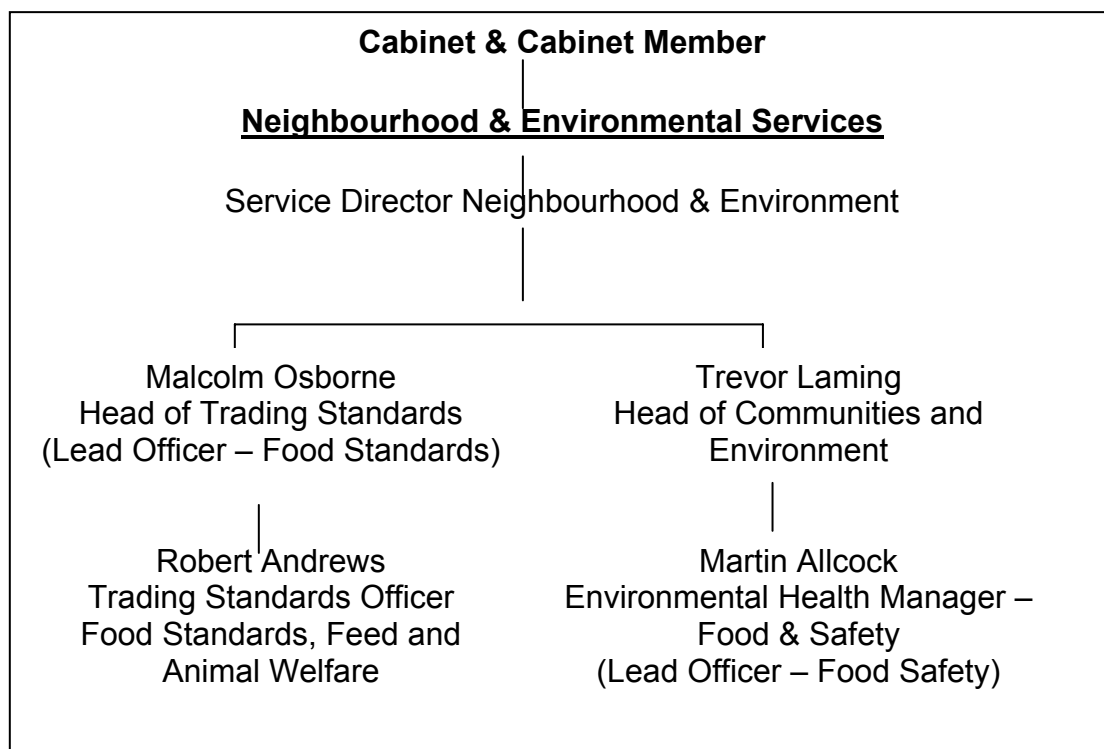 Cabinet & Cabinet Member
Neighbourhood & Environmental Services
Service Director Neighbourhood & Environment
Malcolm Osborne
Head of Trading Standards
(Lead Officer – Food Standards)
Trevor Laming
Head of Communities and
Environment
Robert Andrews
Trading Standards Officer
Food Standards, Feed and
Animal Welfare
Martin Allcock
Environmental Health Manager –
Food & Safety
(Lead Officer – Food Safety)